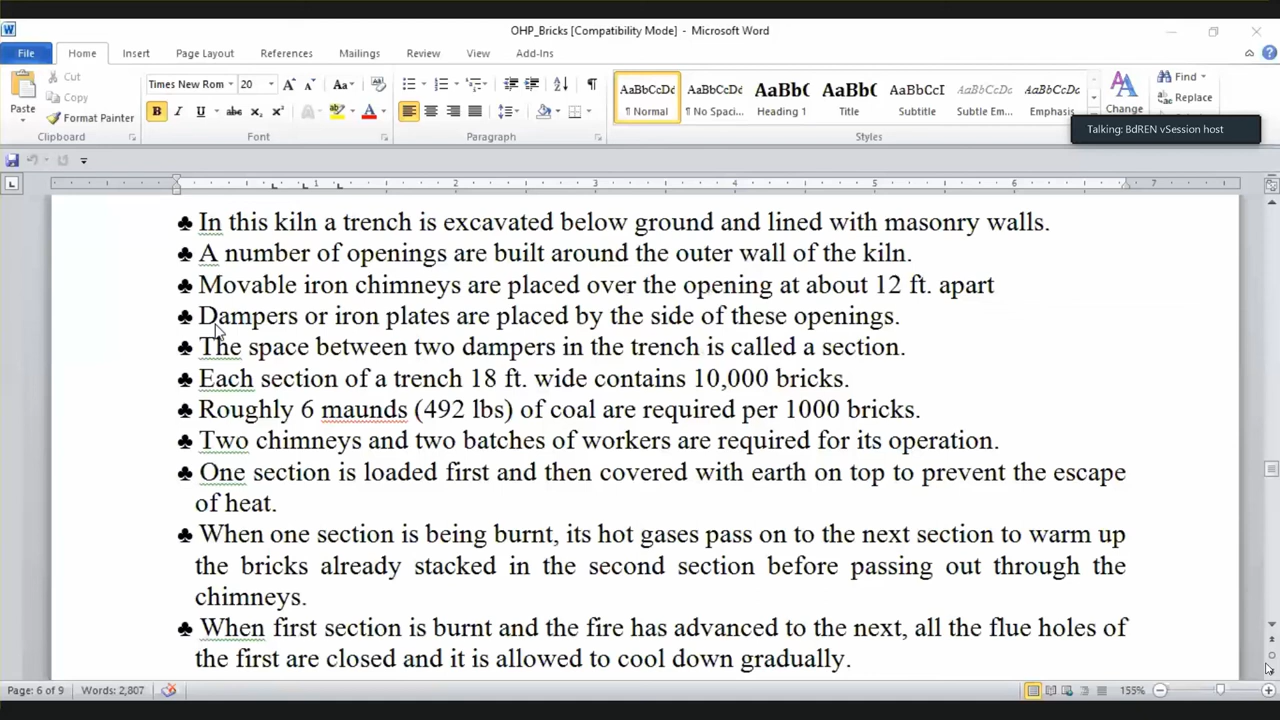 OHP_Bricks [Compatibility Mode] - Microsoft Word
File Home Insert Page Layout References Mailings Review View Add-Ins
Paste
Cut
Copy
Format Painter
Clipboard
Times New Rom 20
Font
Paragraph
AaBbCcDc AaBbCcDc AaBbC AaBbC AaBbCcI AaBbCcDc AaBbCcDc
¶ Normal ¶ No Spaci... Heading 1 Title Subtitle Subtle Em... Emphasis
Change
Styles
Find
Replace
Talking: BdREN vSession host
1 2 3 4 5 6 7
♣ In this kiln a trench is excavated below ground and lined with masonry walls.
♣ A number of openings are built around the outer wall of the kiln.
♣ Movable iron chimneys are placed over the opening at about 12 ft. apart
♣ Dampers or iron plates are placed by the side of these openings.
♣ The space between two dampers in the trench is called a section.
♣ Each section of a trench 18 ft. wide contains 10,000 bricks.
♣ Roughly 6 maunds (492 lbs) of coal are required per 1000 bricks.
♣ Two chimneys and two batches of workers are required for its operation.
♣ One section is loaded first and then covered with earth on top to prevent the escape
of heat.
♣ When one section is being burnt, its hot gases pass on to the next section to warm up
the bricks already stacked in the second section before passing out through the
chimneys.
♣ When first section is burnt and the fire has advanced to the next, all the flue holes of
the first are closed and it is allowed to cool down gradually.
Page: 6 of 9 Words: 2,807 155%